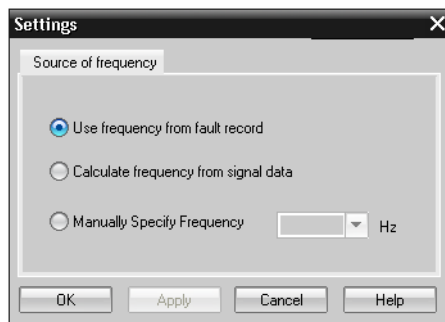 Settings
Source of frequency
Use frequency from fault record
Calculate frequency from signal data
Manually Specify Frequency Hz
OK Apply Cancel Help